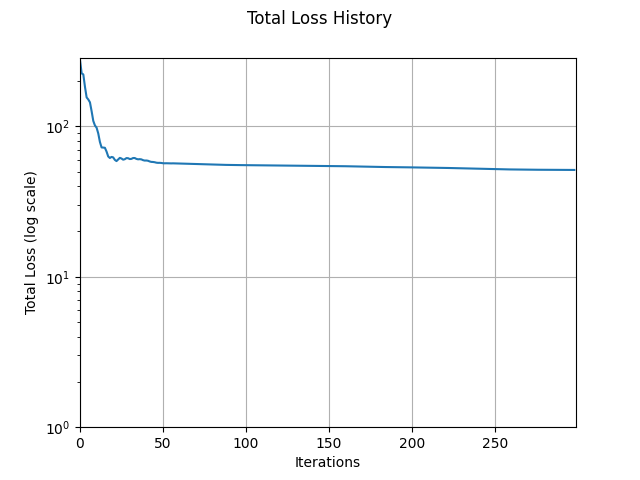 Total Loss History
Total Loss (log scale)
10²
10¹
10⁰
0 50 100 150 200 250
Iterations